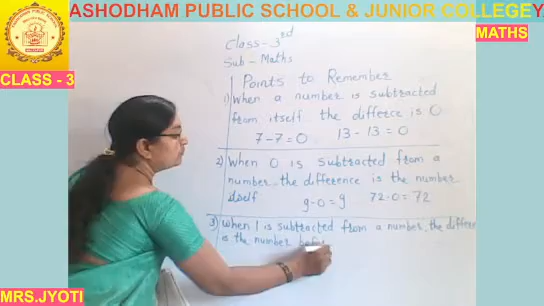 ASHODHAM PUBLIC SCHOOL & JUNIOR COLLEGEY
MATHS
CLASS - 3
Class-3rd
Sub - Maths
Points to Remember
1) When a number is subtracted
from itself the differce is 0
7-7=0 13-13=0
2) When 0 is subtracted from a
number the difference is the number
itself
9-0=9 72-0=72
3) When 1 is subtracted from a number, the differe
is the number befo
MRS.JYOTI